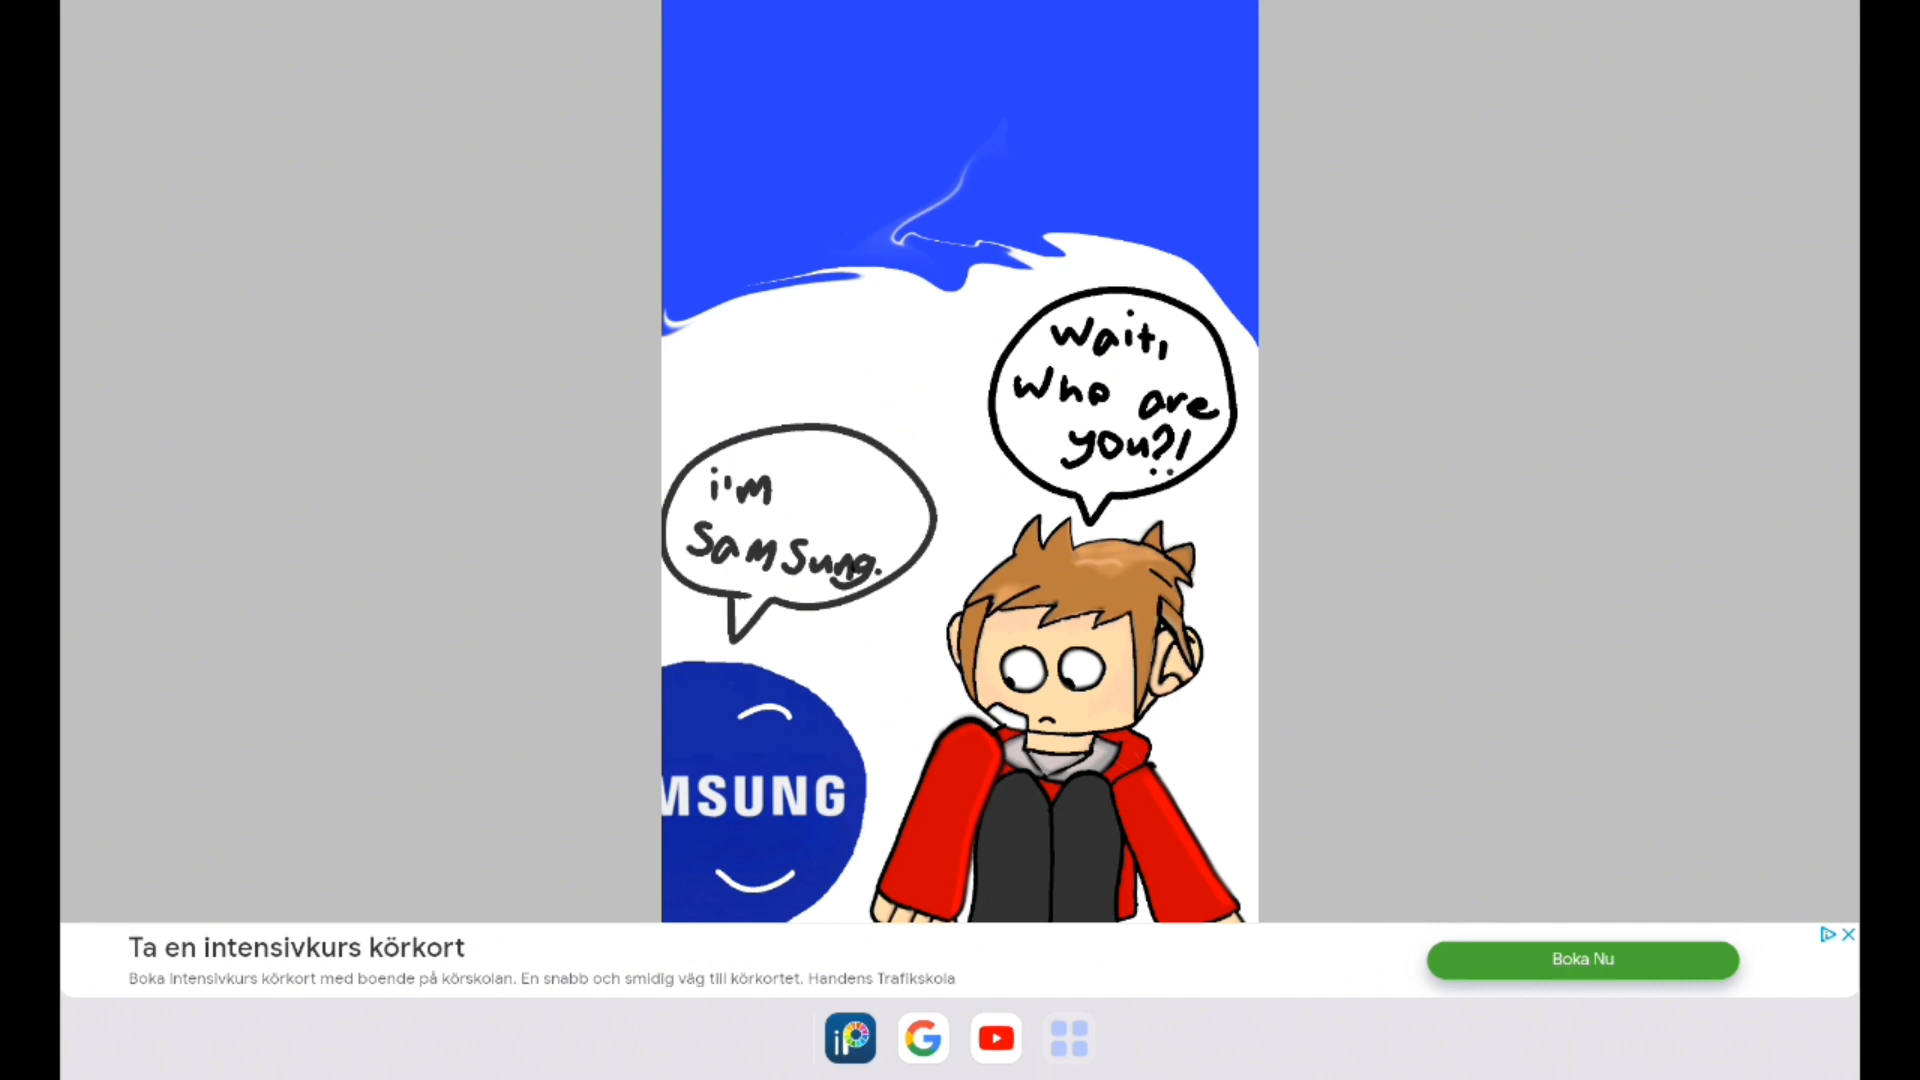 Wait,
Who are
you?!
i'm
Samsung.
MSUNG
Ta en intensivkurs körkort
Boka intensivkurs körkort med boende på körskolan. En snabb och smidig väg till körkortet. Handens Trafikskola
Boka Nu
iP
G